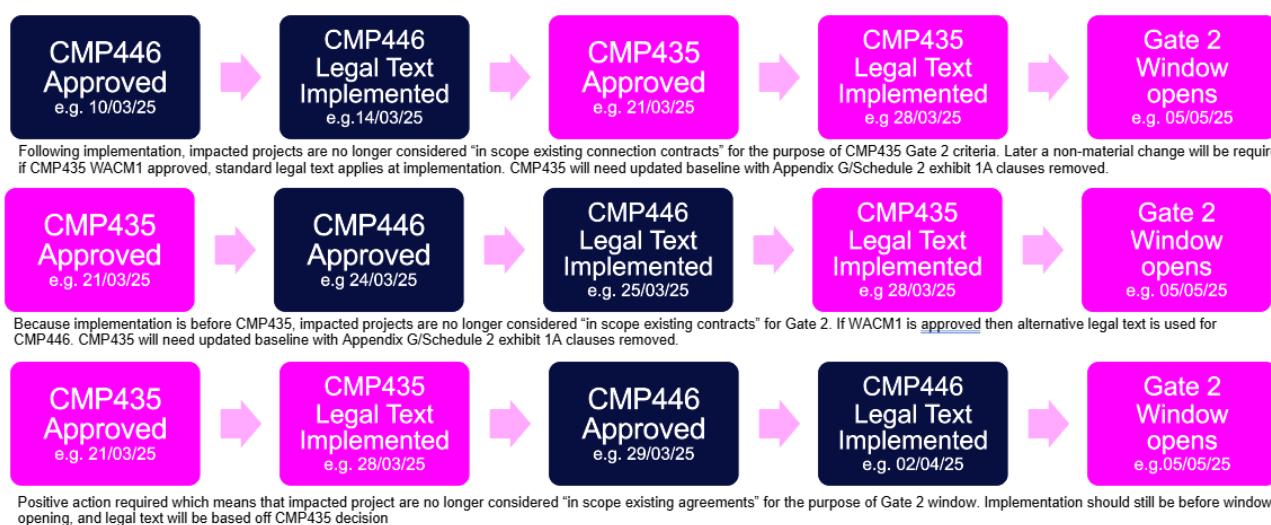 CMP446
Approved
e.g. 10/03/25
CMP446
Legal Text
Implemented
e.g.14/03/25
CMP435
Approved
e.g. 21/03/25
CMP435
Legal Text
Implemented
e.g 28/03/25
Gate 2
Window
opens
e.g. 05/05/25
Following implementation, impacted projects are no longer considered “in scope existing connection contracts” for the purpose of CMP435 Gate 2 criteria. Later a non-material change will be require
if CMP435 WACM1 approved, standard legal text applies at implementation. CMP435 will need updated baseline with Appendix G/Schedule 2 exhibit 1A clauses removed.
CMP435
Approved
e.g. 21/03/25
CMP446
Approved
e.g 24/03/25
CMP446
Legal Text
Implemented
e.g. 25/03/25
CMP435
Legal Text
Implemented
e.g. 28/03/25
Gate 2
Window
opens
e.g. 05/05/25
Because implementation is before CMP435, impacted projects are no longer considered “in scope existing contracts” for Gate 2. If WACM1 is approved then alternative legal text is used for
CMP446. CMP435 will need updated baseline with Appendix G/Schedule 2 exhibit 1A clauses removed.
CMP435
Approved
e.g. 21/03/25
CMP435
Legal Text
Implemented
e.g. 28/03/25
CMP446
Approved
e.g. 29/03/25
CMP446
Legal Text
Implemented
e.g. 02/04/25
Gate 2
Window
opens
e.g.05/05/25
Positive action required which means that impacted project are no longer considered “in scope existing agreements” for the purpose of Gate 2 window. Implementation should still be before window
opening, and legal text will be based off CMP435 decision